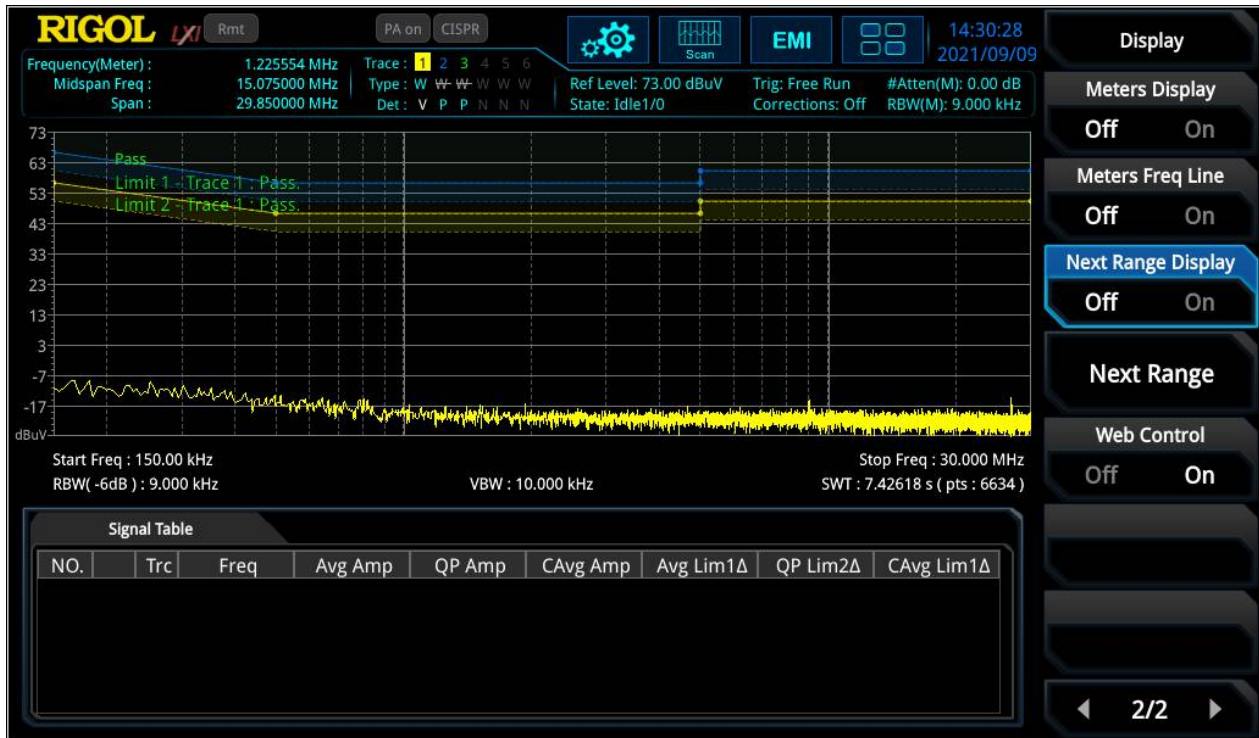 RIGOL LXI Rmt PA on CISPR Scan EMI 14:30:28
2021/09/09
Frequency(Meter) : 1.225554 MHz Trace : 1 2 3 4 5 6
Midspan Freq : 15.075000 MHz Type : W W W W W W Ref Level: 73.00 dBuV Trig: Free Run #Atten(M): 0.00 dB
Span : 29.850000 MHz Det : V P P N N N State: Idle1/0 Corrections: Off RBW(M): 9.000 kHz
73
63
53
43
33
23
13
3
-7
-17
dBuV
Pass
Limit 1 - Trace 1 : Pass.
Limit 2 - Trace 1 : Pass.
Start Freq : 150.00 kHz Stop Freq : 30.000 MHz
RBW( -6dB ) : 9.000 kHz VBW : 10.000 kHz SWT : 7.42618 s ( pts : 6634 )
Signal Table
NO. Trc Freq Avg Amp QP Amp CAvg Amp Avg Lim1Δ QP Lim2Δ CAvg Lim1Δ
Display
Meters Display
Off On
Meters Freq Line
Off On
Next Range Display
Off On
Next Range
Web Control
Off On
2/2